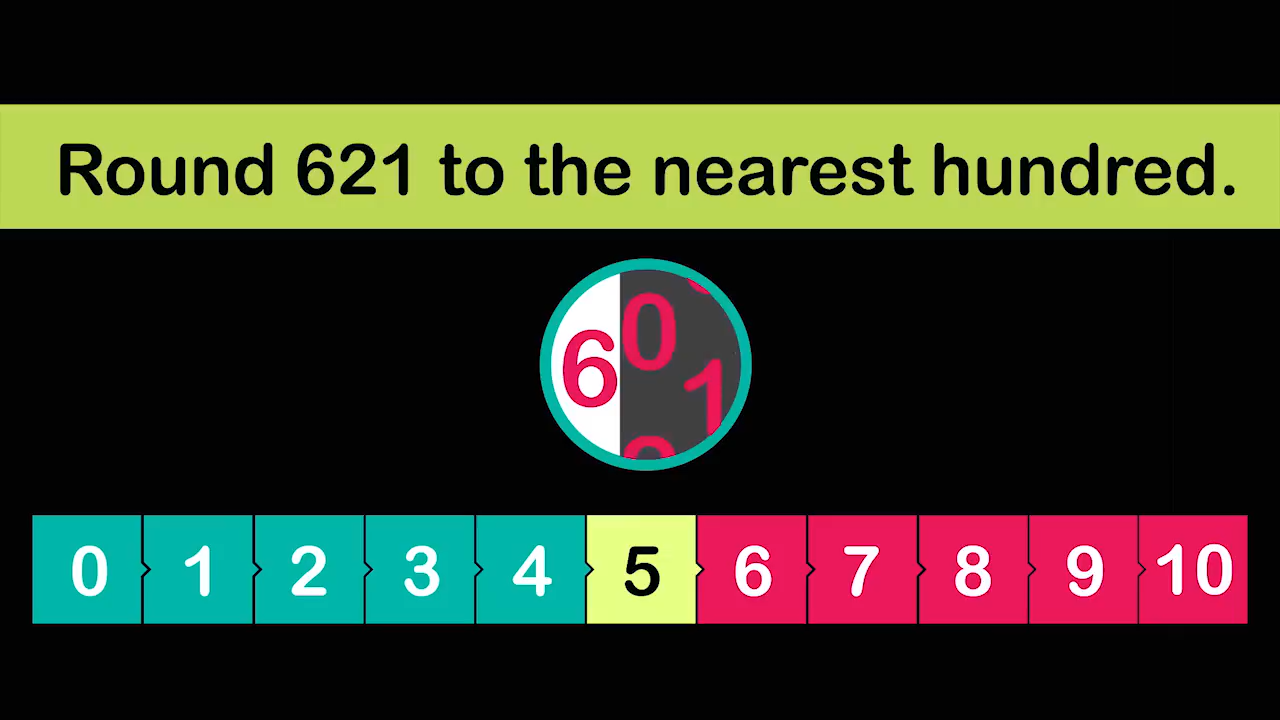 Round 621 to the nearest hundred.
6 0 1
0 1 2 3 4 5 6 7 8 9 10